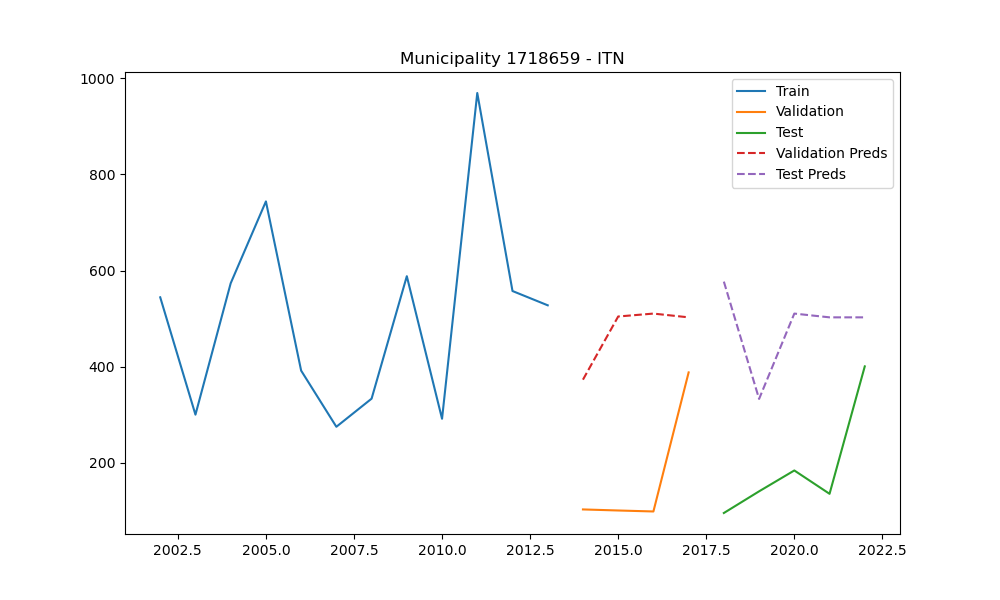 Municipality 1718659 - ITN
1000
800
600
400
200
2002.5 2005.0 2007.5 2010.0 2012.5 2015.0 2017.5 2020.0 2022.5
Train
Validation
Test
Validation Preds
Test Preds